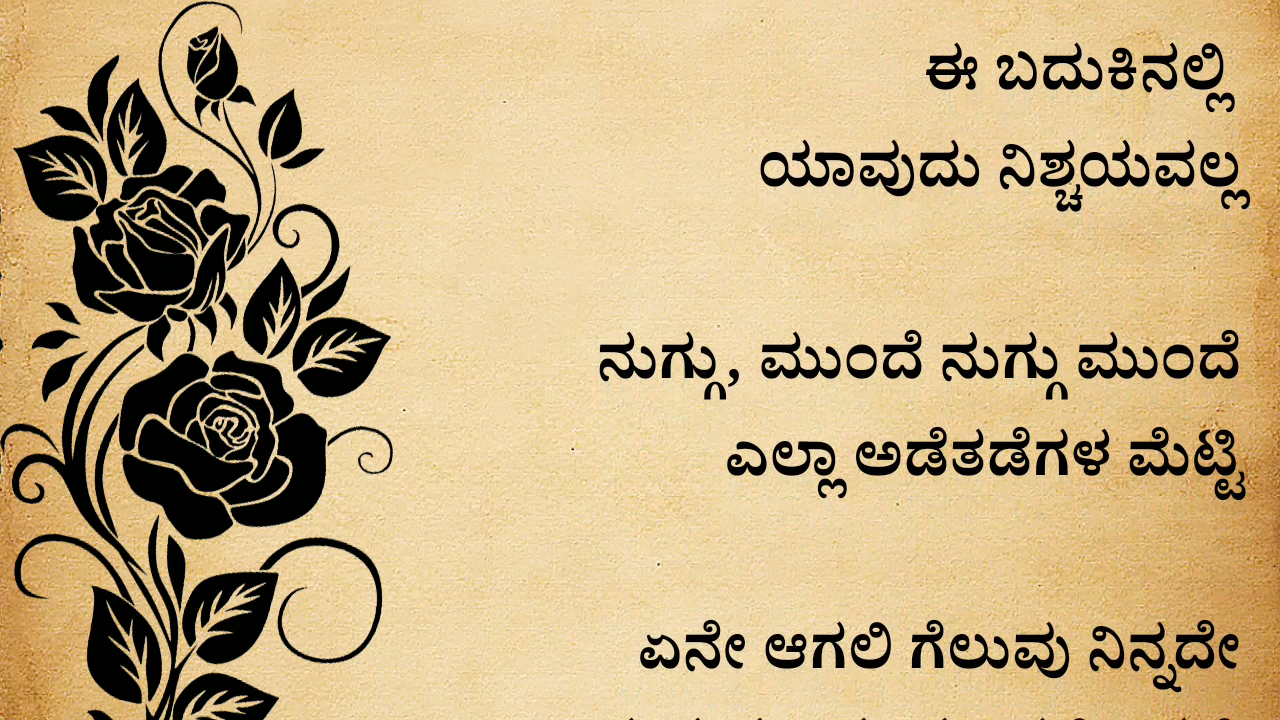 ಈ ಬದುಕಿನಲ್ಲಿ
ಯಾವುದು ನಿಶ್ಚಯವಲ್ಲ
ನುಗ್ಗು, ಮುಂದೆ ನುಗ್ಗು ಮುಂದೆ
ಎಲ್ಲಾ ಅಡೆತಡೆಗಳ ಮೆಟ್ಟಿ
ಏನೇ ಆಗಲಿ ಗೆಲುವು ನಿನ್ನದೇ